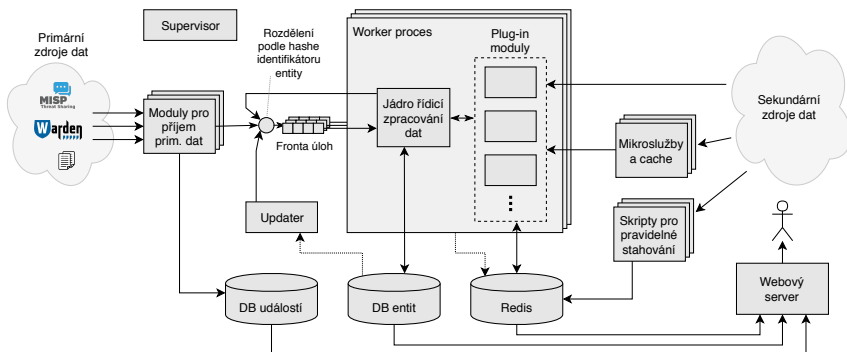 Primární
zdroje dat
MISP
Threat Sharing
Warden
Supervisor
Rozdělení
podle hashe
identifikátoru
entity
Moduly pro
příjem
prim. dat
Fronta úloh
Updater
Worker proces
Jádro řídicí
zpracování
dat
Plug-in
moduly
Sekundární
zdroje dat
Mikroslužby
a cache
Skripty pro
pravidelné
stahování
DB událostí
DB entit
Redis
Webový
server